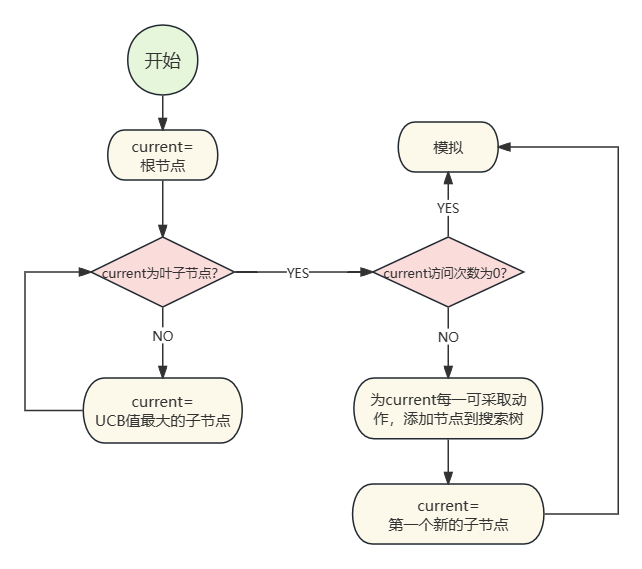 开始
current=
根节点
current为叶子节点?
NO
current=
UCB值最大的子节点
YES
current访问次数为0?
YES
模拟
NO
为current每一可采取动
作，添加节点到搜索树
current=
第一个新的子节点